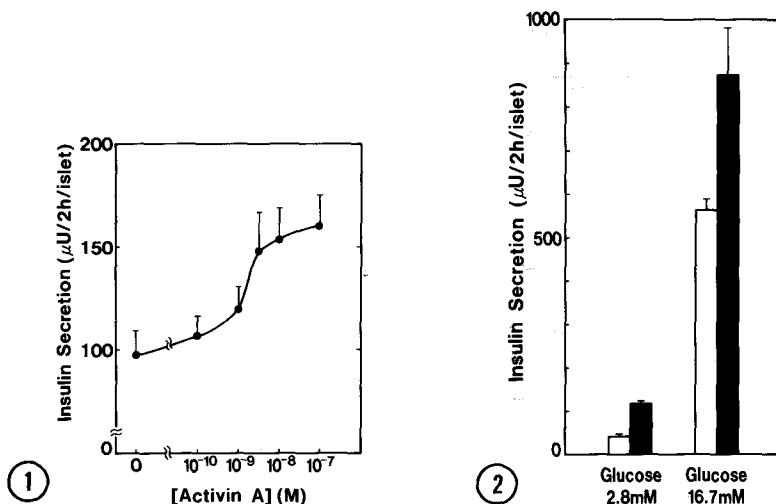 Insulin Secretion (μU/2h/islet)
200
150
100
0
0 10⁻¹⁰ 10⁻⁹ 10⁻⁸ 10⁻⁷
[Activin A] (M)
1
Insulin Secretion (μU/2h/islet)
1000
500
0
Glucose Glucose
2.8mM 16.7mM
2